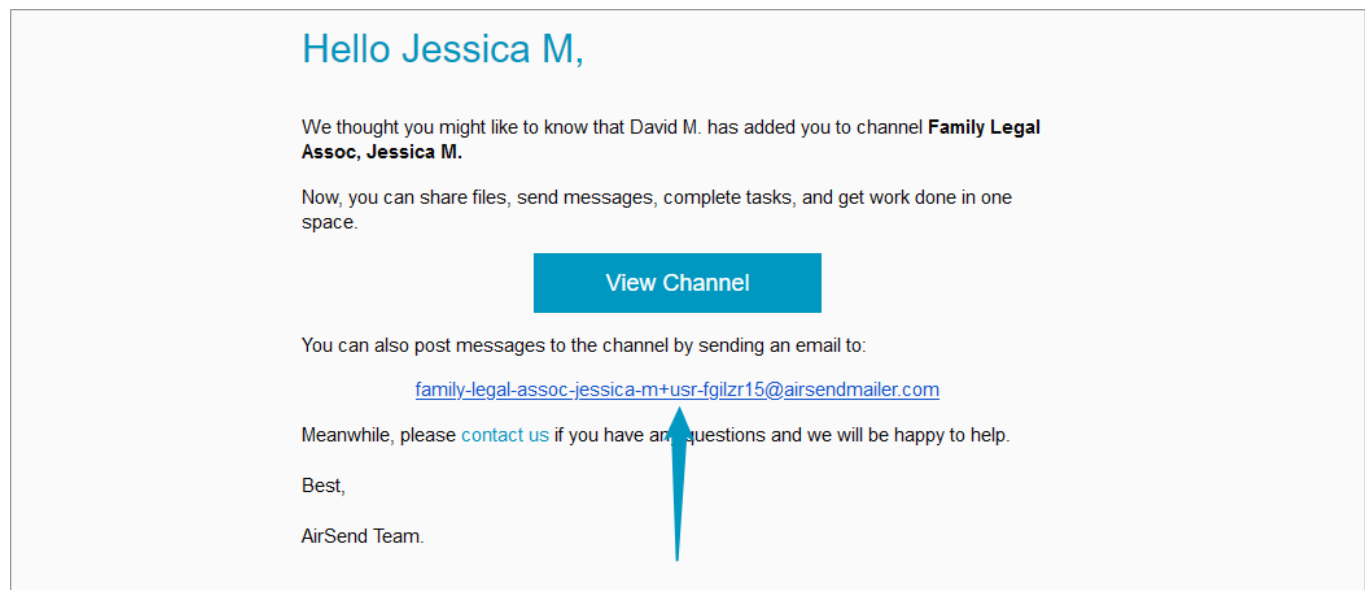 Hello Jessica M,
We thought you might like to know that David M. has added you to channel Family Legal
Assoc, Jessica M.
Now, you can share files, send messages, complete tasks, and get work done in one
space.
View Channel
You can also post messages to the channel by sending an email to:
family-legal-assoc-jessica-m+usr-fgilzr15@airsendmailer.com
Meanwhile, please contact us if you have any questions and we will be happy to help.
Best,
AirSend Team.